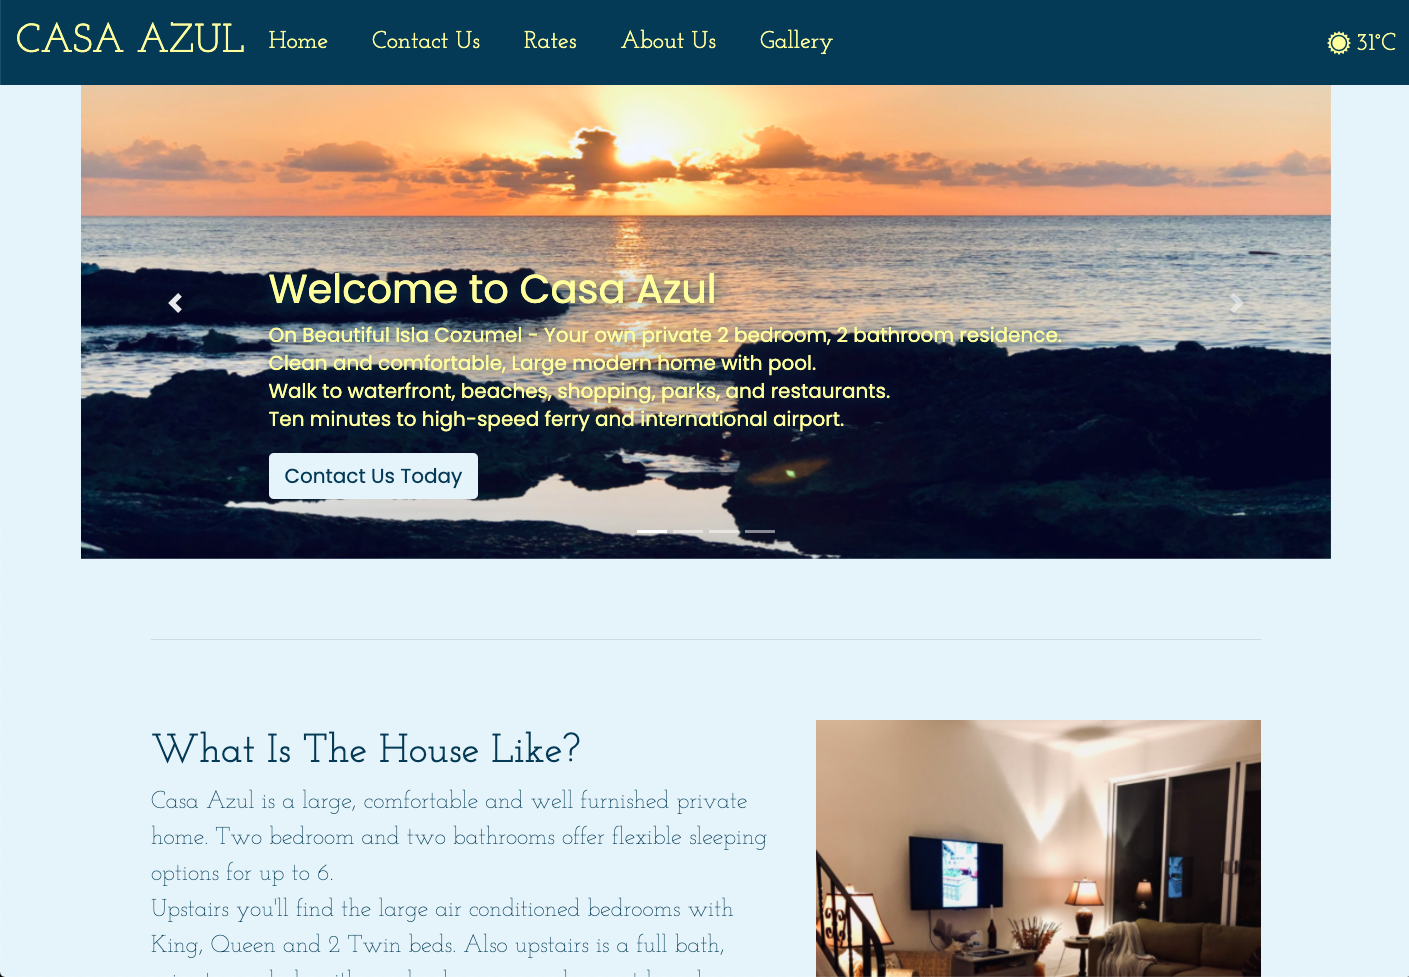 CASA AZUL Home Contact Us Rates About Us Gallery 31°C
Welcome to Casa Azul
On Beautiful Isla Cozumel - Your own private 2 bedroom, 2 bathroom residence.
Clean and comfortable, Large modern home with pool.
Walk to waterfront, beaches, shopping, parks, and restaurants.
Ten minutes to high-speed ferry and international airport.
Contact Us Today
What Is The House Like?
Casa Azul is a large, comfortable and well furnished private
home. Two bedroom and two bathrooms offer flexible sleeping
options for up to 6.
Upstairs you'll find the large air conditioned bedrooms with
King, Queen and 2 Twin beds. Also upstairs is a full bath,